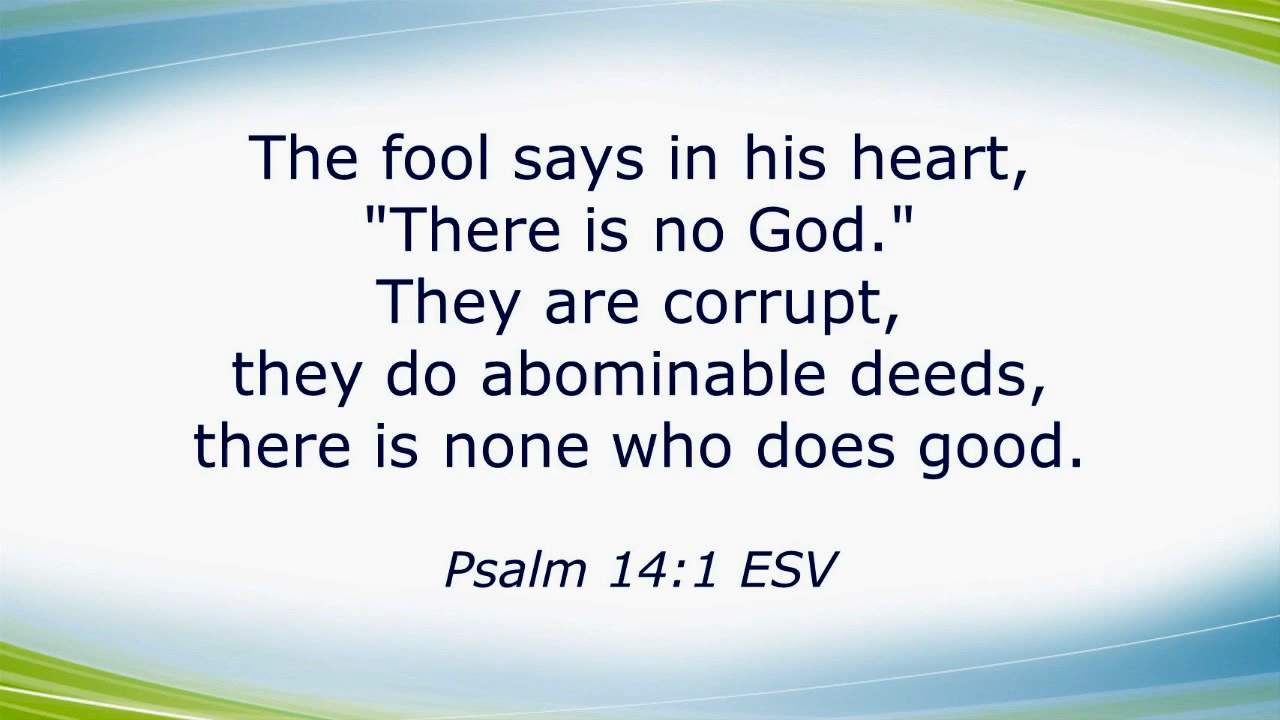 The fool says in his heart,
"There is no God."
They are corrupt,
they do abominable deeds,
there is none who does good.
Psalm 14:1 ESV